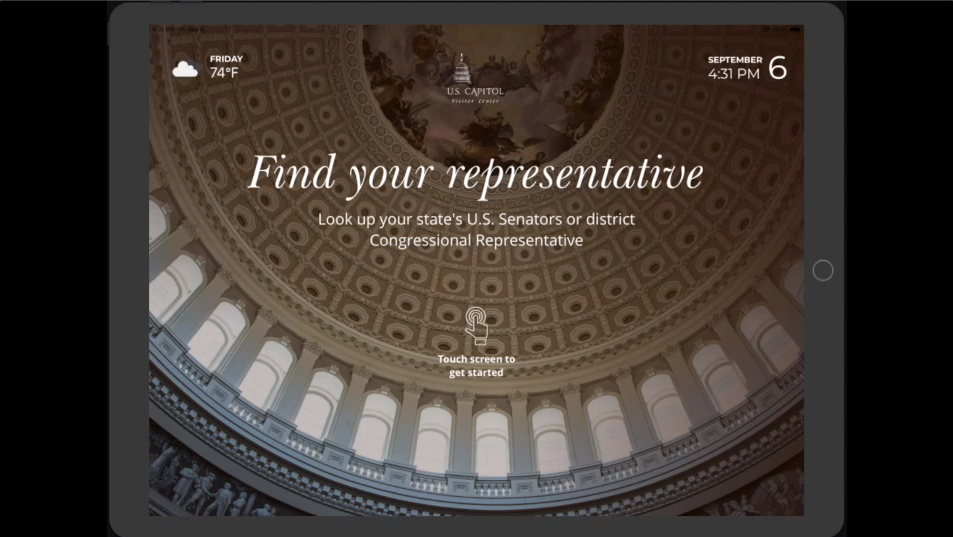 FRIDAY
74°F
U.S. CAPITOL
Visitor Center
SEPTEMBER
4:31 PM
6
Find your representative
Look up your state's U.S. Senators or district
Congressional Representative
Touch screen to
get started